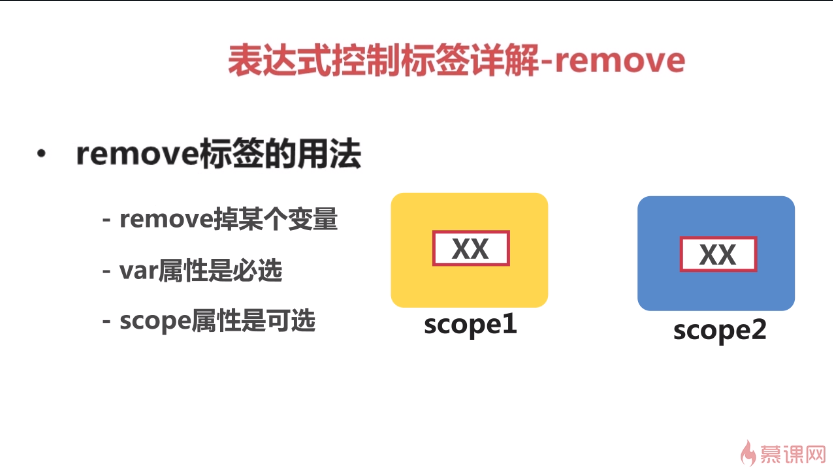 表达式控制标签详解-remove
• remove标签的用法
- remove掉某个变量
- var属性是必选
- scope属性是可选
XX
scope1
XX
scope2
慕课网